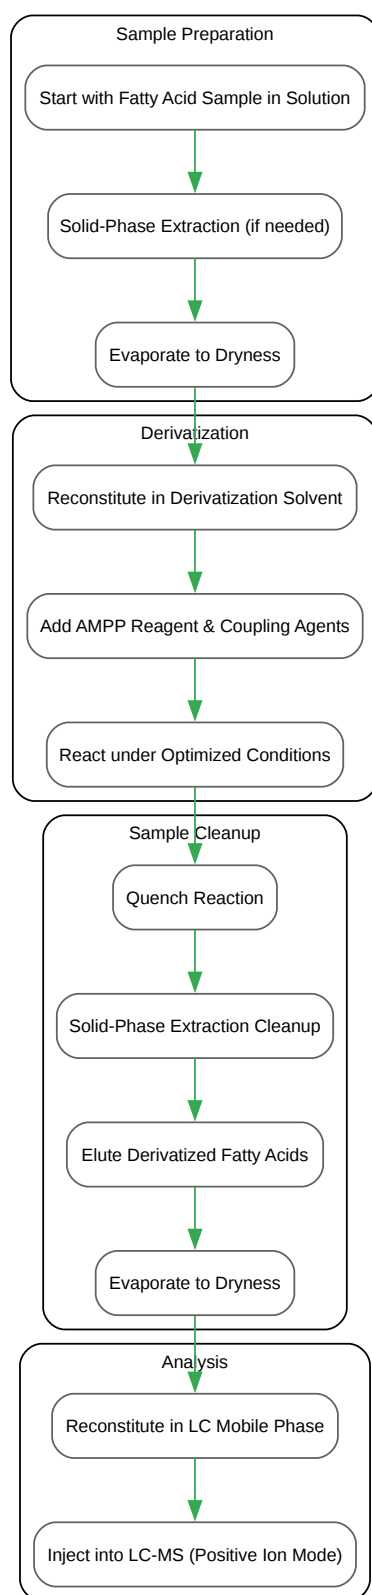 Sample Preparation
Start with Fatty Acid Sample in Solution
Solid-Phase Extraction (if needed)
Evaporate to Dryness
Derivatization
Reconstitute in Derivatization Solvent
Add AMPP Reagent & Coupling Agents
React under Optimized Conditions
Sample Cleanup
Quench Reaction
Solid-Phase Extraction Cleanup
Elute Derivatized Fatty Acids
Evaporate to Dryness
Analysis
Reconstitute in LC Mobile Phase
Inject into LC-MS (Positive Ion Mode)